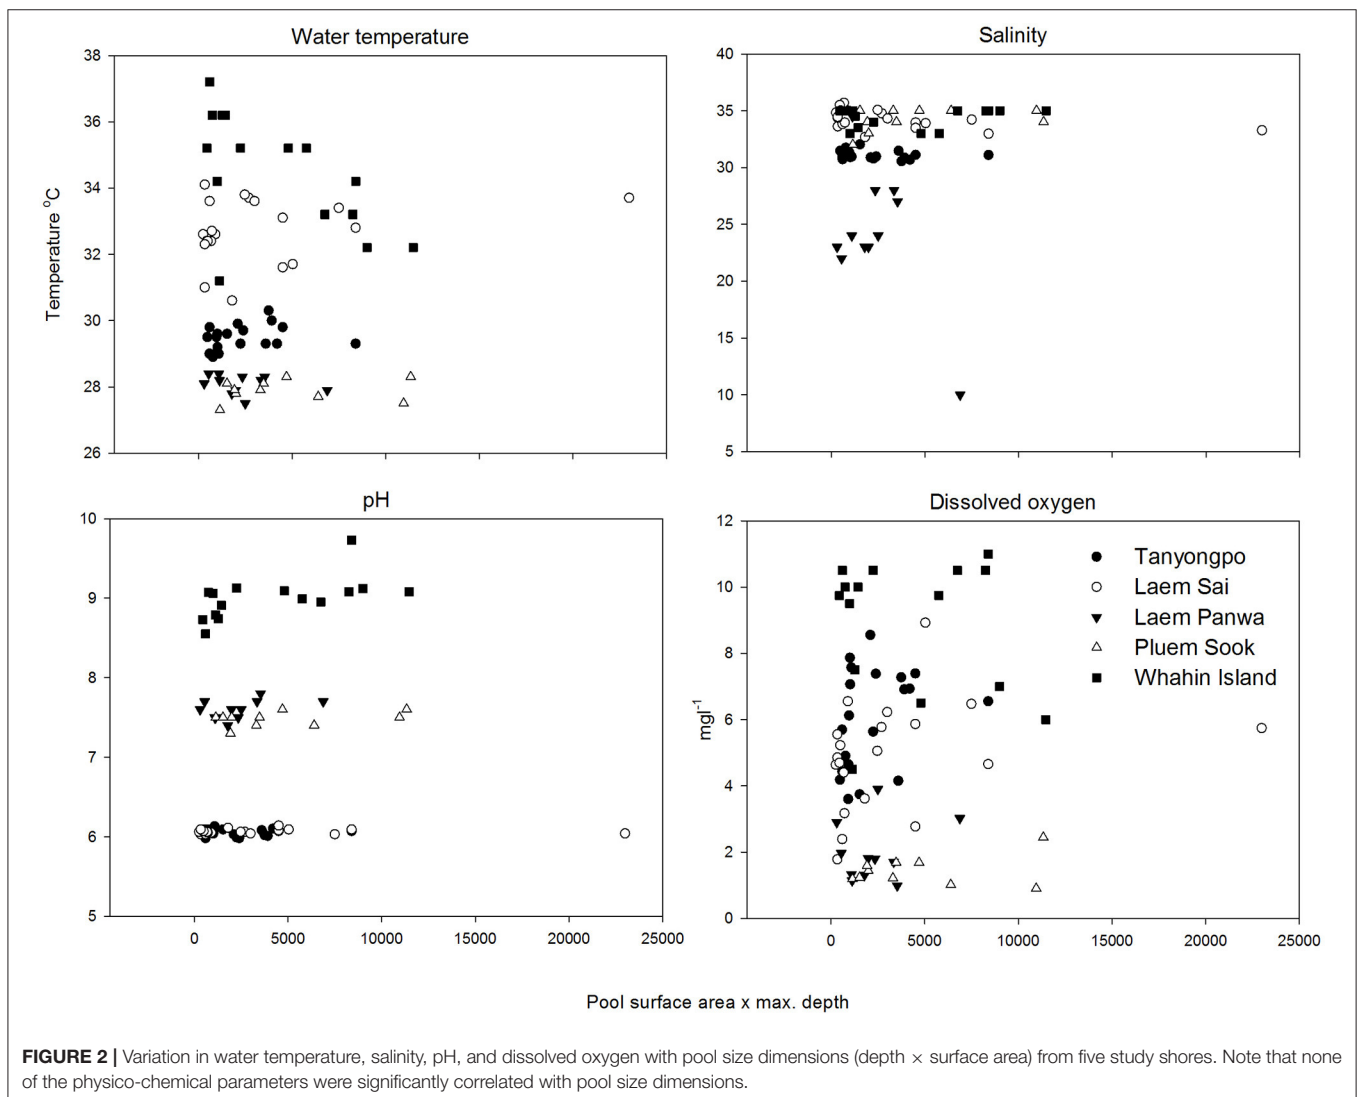 Water temperature
Salinity
38
36
34
32
30
28
26
Temperature °C
40
35
30
25
20
15
10
5
pH
Dissolved oxygen
10
9
8
7
6
5
0 5000 10000 15000 20000 25000
12
10
8
6
4
2
0
mgl⁻¹
Tanyongpo
Laem Sai
Laem Panwa
Pluem Sook
Whahin Island
0 5000 10000 15000 20000 25000
Pool surface area x max. depth
FIGURE 2 | Variation in water temperature, salinity, pH, and dissolved oxygen with pool size dimensions (depth × surface area) from five study shores. Note that none
of the physico-chemical parameters were significantly correlated with pool size dimensions.